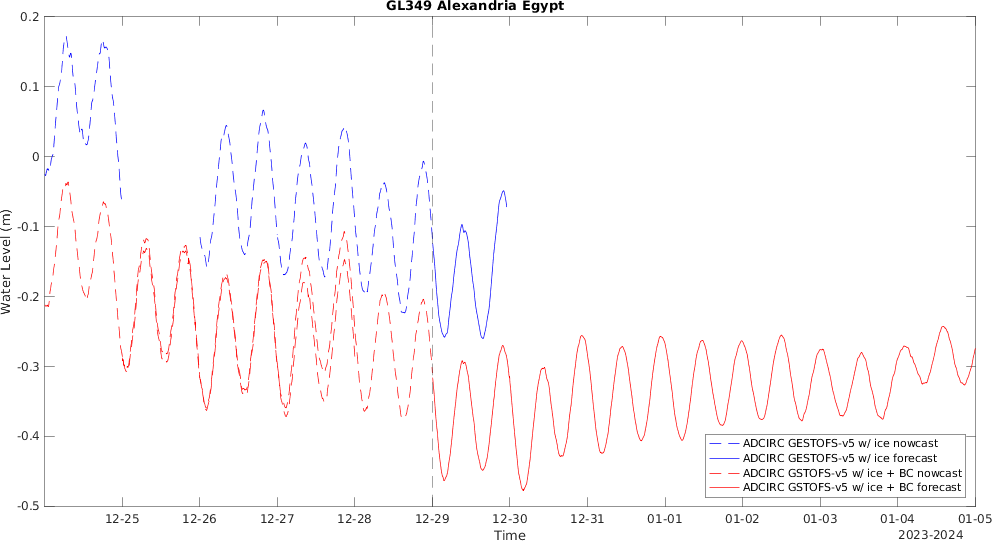 GL349 Alexandria Egypt
0.2
0.1
0
-0.1
-0.2
-0.3
-0.4
-0.5
Water Level (m)
ADCIRC GESTOFS-v5 w/ ice nowcast
ADCIRC GESTOFS-v5 w/ ice forecast
ADCIRC GSTOFS-v5 w/ ice + BC nowcast
ADCIRC GSTOFS-v5 w/ ice + BC forecast
12-25 12-26 12-27 12-28 12-29 12-30 12-31 01-01 01-02 01-03 01-04 01-05
Time
2023-2024